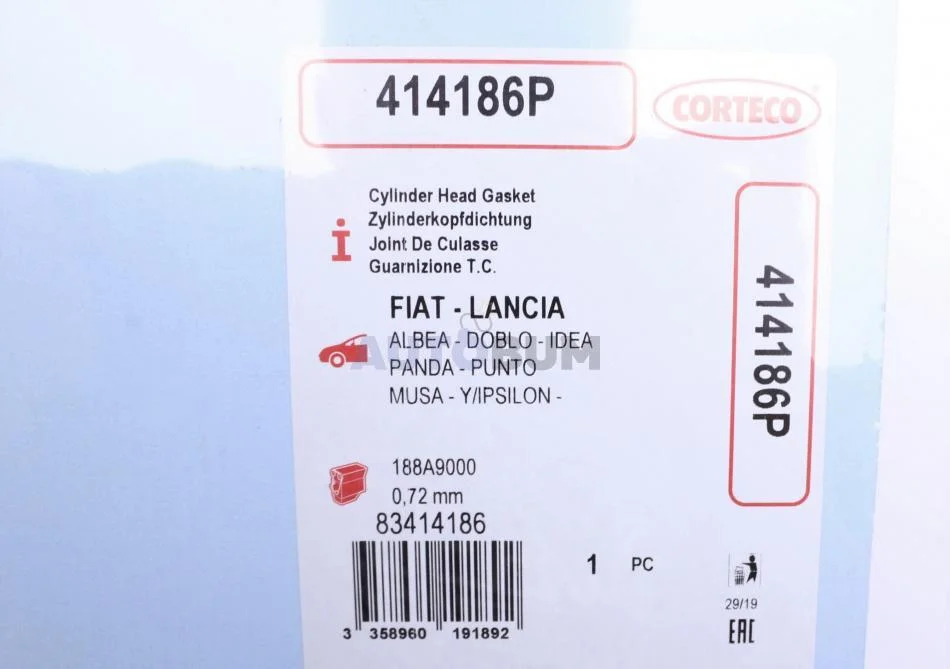 414186P
CORTECO
Cylinder Head Gasket
Zylinderkopfdichtung
Joint De Culasse
Guarnizione T.C.
i
414186P
FIAT - LANCIA
ALBEA - DOBLO - IDEA
AUTOBUM
PANDA - PUNTO
MUSA - Y/IPSILON -
188A9000
0,72 mm
83414186
1 PC
3 358960 191892
29/19
EAC